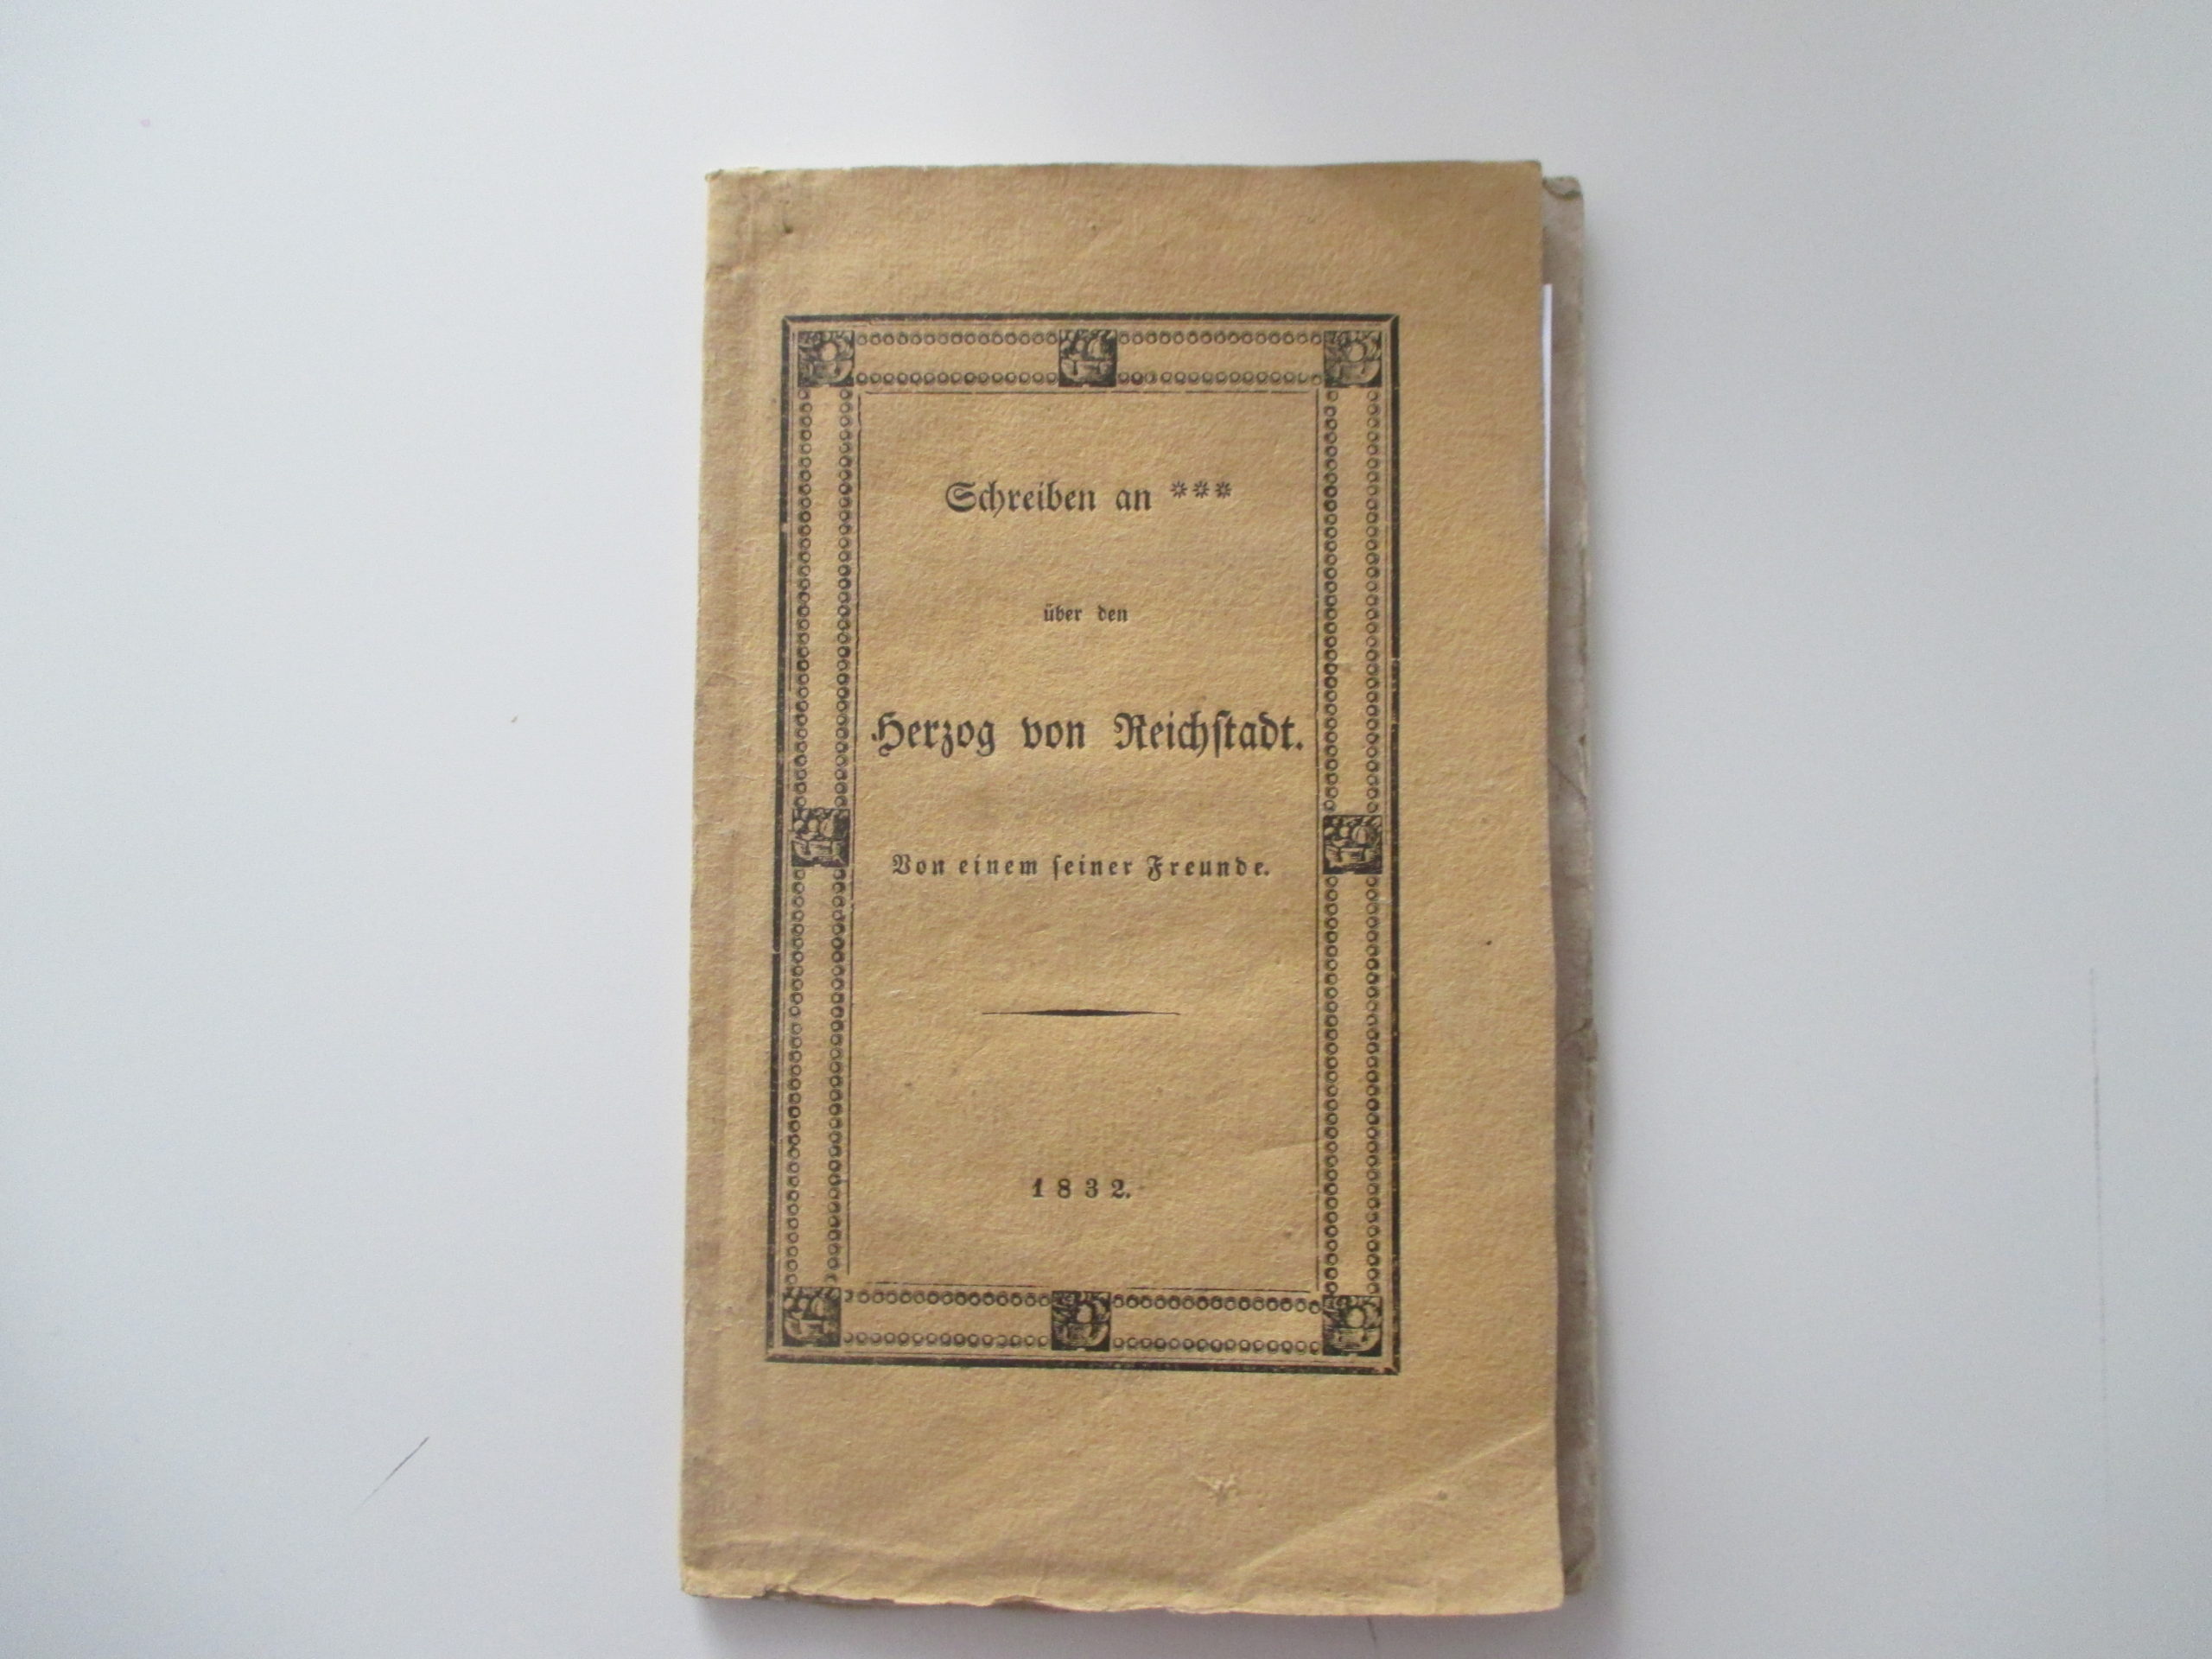 Schreiben an ***
über den
Herzog von Reichstadt.
Von einem seiner Freunde.
1832.